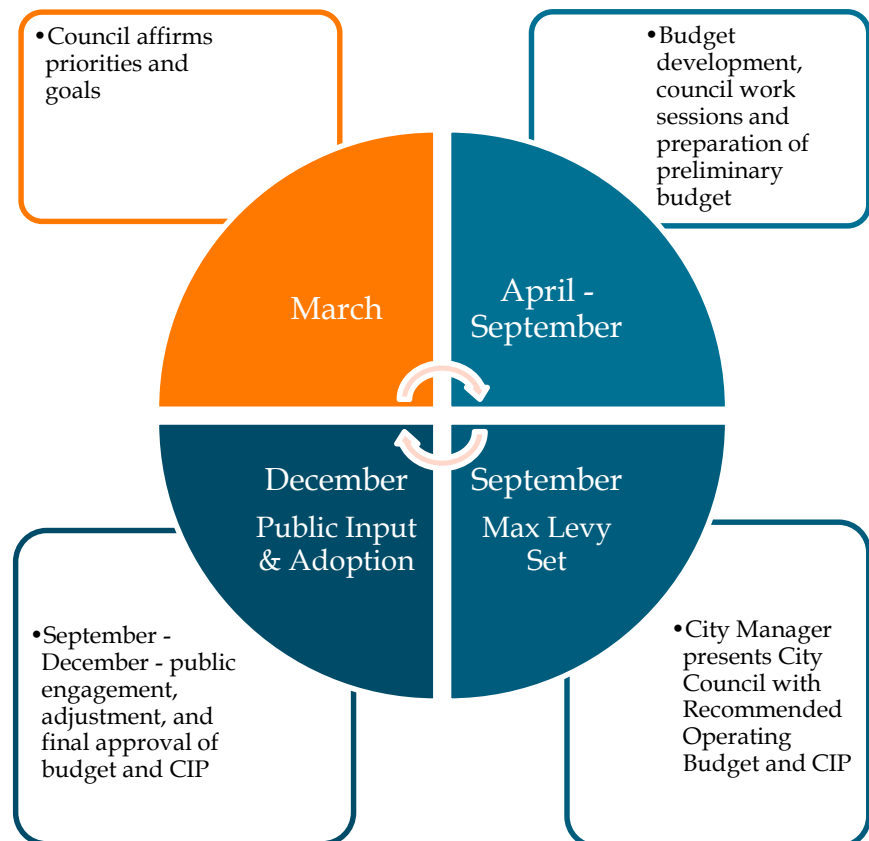 •Council affirms
priorities and
goals
•Budget
development,
council work
sessions and
preparation of
preliminary
budget
March
April -
September
December
Public Input
& Adoption
September
Max Levy
Set
•September -
December - public
engagement,
adjustment, and
final approval of
budget and CIP
•City Manager
presents City
Council with
Recommended
Operating
Budget and CIP